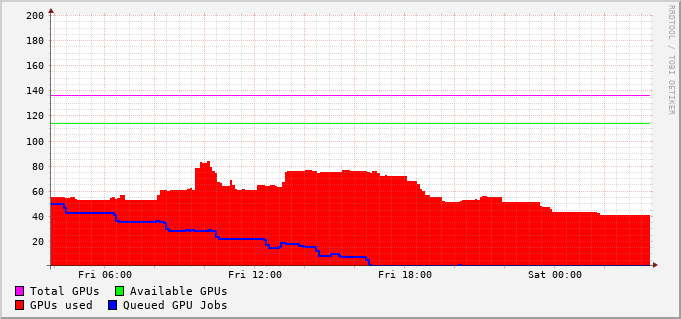 200
180
160
140
120
100
80
60
40
20
Fri 06:00 Fri 12:00 Fri 18:00 Sat 00:00
Total GPUs Available GPUs
GPUs used Queued GPU Jobs
RRDTOOL / TOBI OETIKER